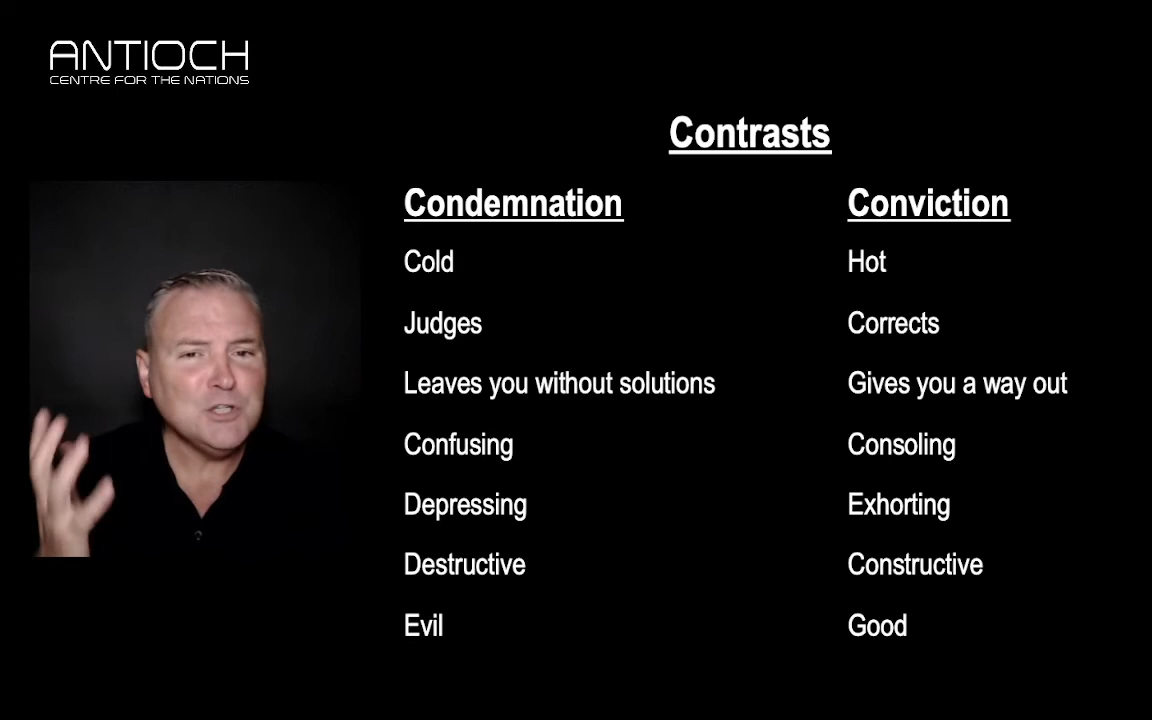 ANTIOCH
CENTRE FOR THE NATIONS
Contrasts
Condemnation Conviction
Cold Hot
Judges Corrects
Leaves you without solutions Gives you a way out
Confusing Consoling
Depressing Exhorting
Destructive Constructive
Evil Good